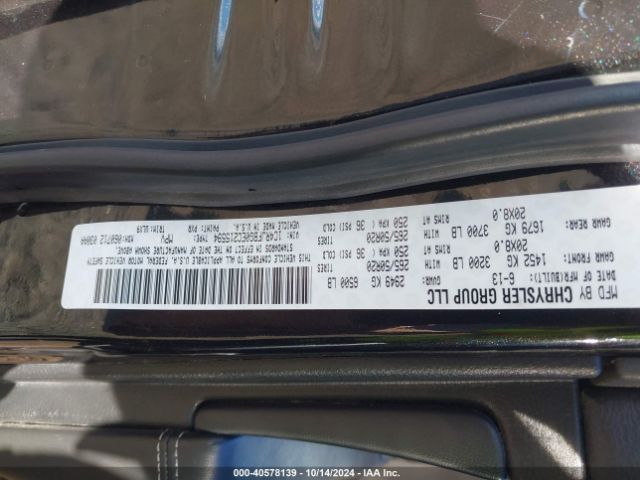 MFD BY CHRYSLER GROUP LLC
DATE OF MFR(BUILT): 6-13 GVWR: 2949 KG 6500 LB
GAWR FRONT: 1452 KG 3200 LB WITH 265/50R20 TIRES
20X8.0 RIMS AT 250 KPA ( 36 PSI) COLD
GAWR REAR: 1679 KG 3700 LB WITH 265/50R20 TIRES
20X8.0 RIMS AT 250 KPA ( 36 PSI) COLD
THIS VEHICLE CONFORMS TO ALL APPLICABLE U.S.A. FEDERAL MOTOR VEHICLE SAFETY
STANDARDS IN EFFECT ON THE DATE OF MANUFACTURE SHOWN ABOVE.
TYPE: MPV
VEHICLE MADE IN U.S.A. PAINT: PXR TRIM: ULT9
000-40578139 - 10/14/2024 - IAA Inc.